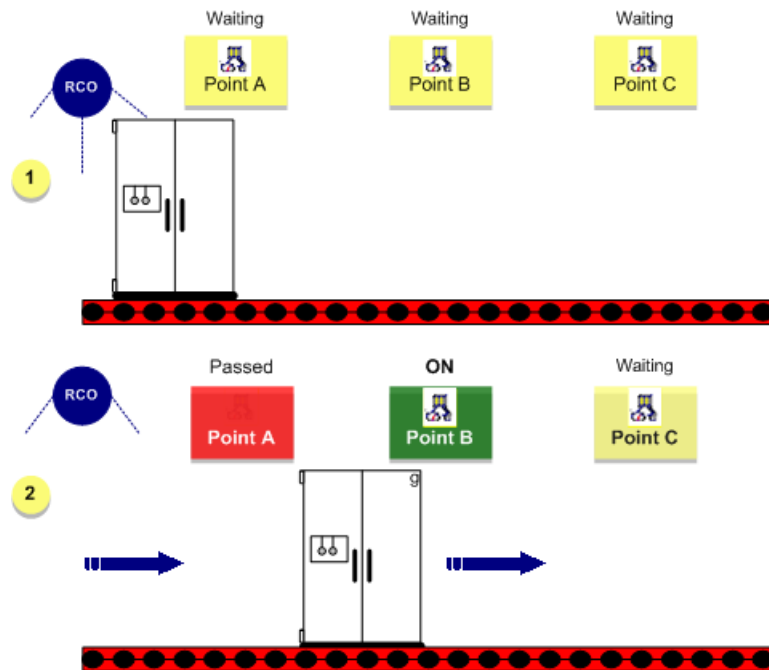 Waiting
Waiting
Waiting
RCO
Point A
Point B
Point C
1
Passed
ON
Waiting
RCO
Point A
Point B
Point C
2
g